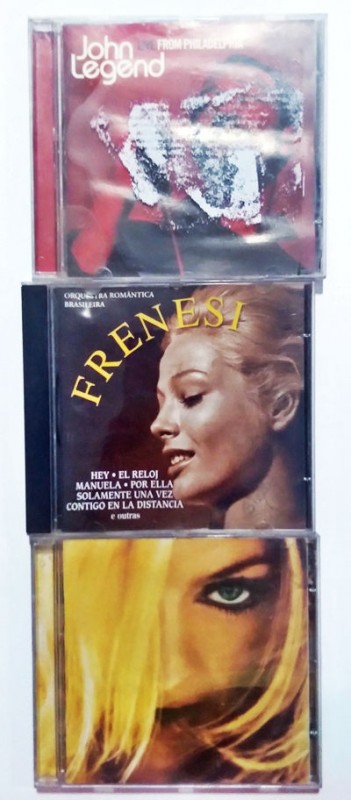 John Legend
LIVE FROM PHILADELPHIA
ORQUESTRA ROMÂNTICA
BRASILEIRA
FRENESI
HEY • EL RELOJ
MANUELA • POR ELLA
SOLAMENTE UNA VEZ
CONTIGO EN LA DISTANCIA
e outras